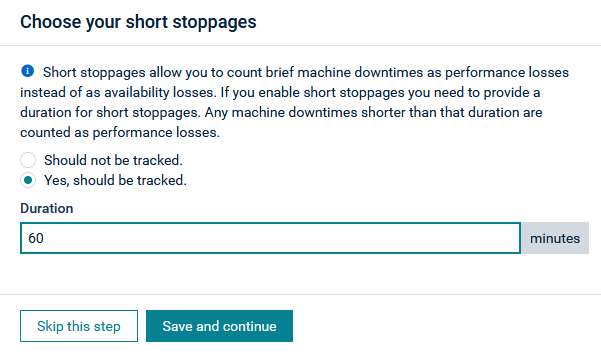 Choose your short stoppages
Short stoppages allow you to count brief machine downtimes as performance losses
instead of as availability losses. If you enable short stoppages you need to provide a
duration for short stoppages. Any machine downtimes shorter than that duration are
counted as performance losses.
Should not be tracked.
Yes, should be tracked.
Duration
60 minutes
Skip this step Save and continue